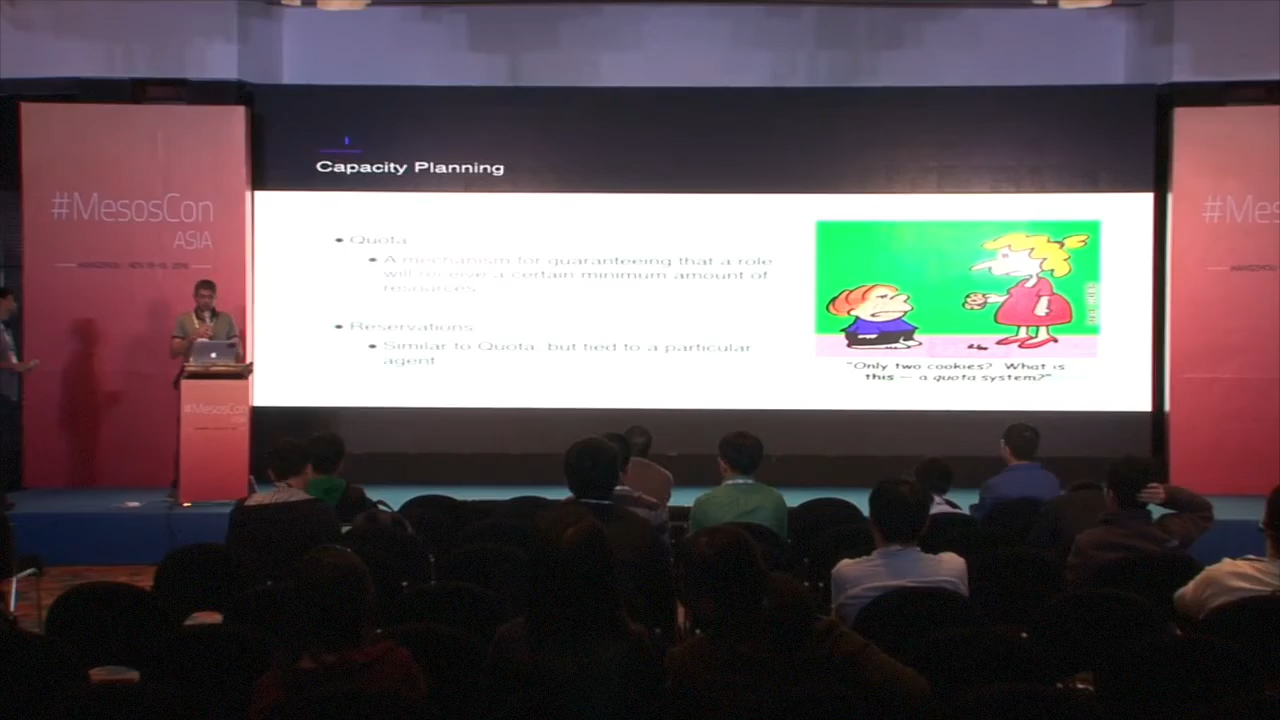 #MesosCon
ASIA
Capacity Planning
• Quota
• A mechanism for guaranteeing that a role
will receive a certain minimum amount of
resources
• Reservations
• Similar to Quota but tied to a particular
agent
"Only two cookies? What is
this — a quota system?"
#MesosCon
ASIA
#Mes